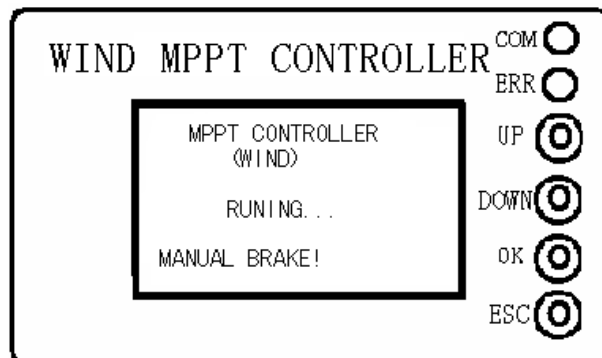 WIND MPPT CONTROLLER
COM
ERR
UP
DOWN
OK
ESC
MPPT CONTROLLER
(WIND)
RUNING...
MANUAL BRAKE!